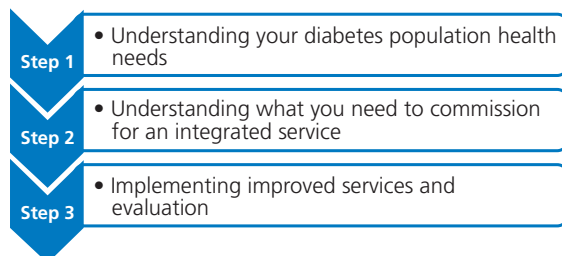 Step 1
• Understanding your diabetes population health
needs
Step 2
• Understanding what you need to commission
for an integrated service
Step 3
• Implementing improved services and
evaluation